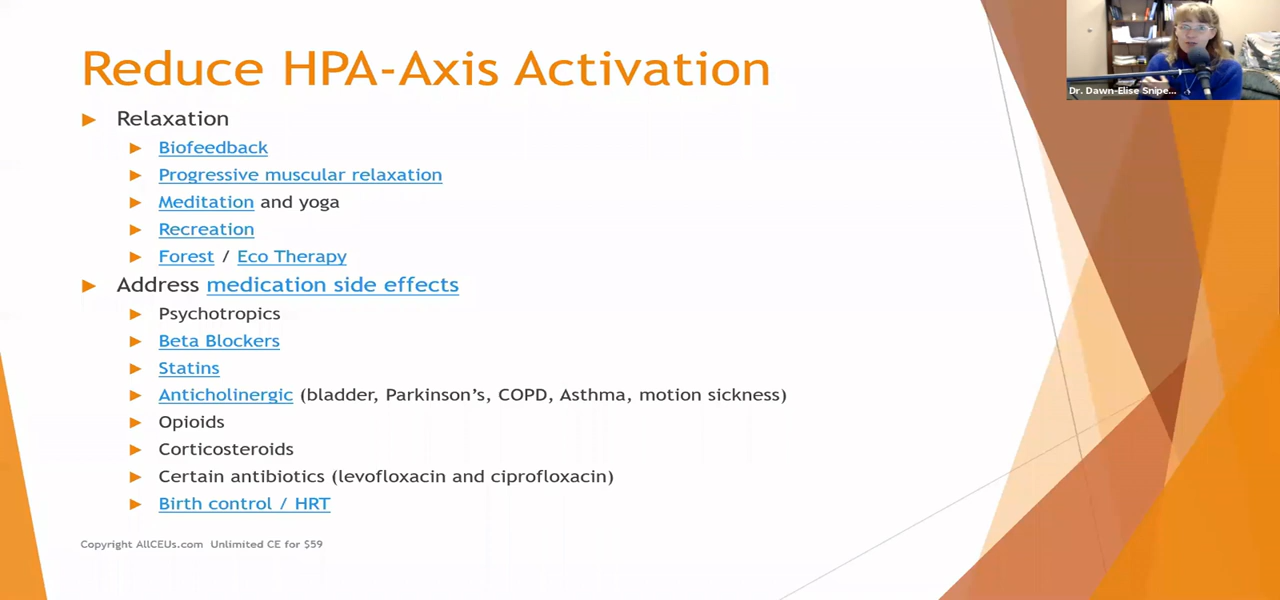 Reduce HPA-Axis Activation
Relaxation
Biofeedback
Progressive muscular relaxation
Meditation and yoga
Recreation
Forest / Eco Therapy
Address medication side effects
Psychotropics
Beta Blockers
Statins
Anticholinergic (bladder, Parkinson's, COPD, Asthma, motion sickness)
Opioids
Corticosteroids
Certain antibiotics (levofloxacin and ciprofloxacin)
Birth control / HRT
Copyright AllCEUs.com Unlimited CE for $59
Dr. Dawn-Elise Snipe...